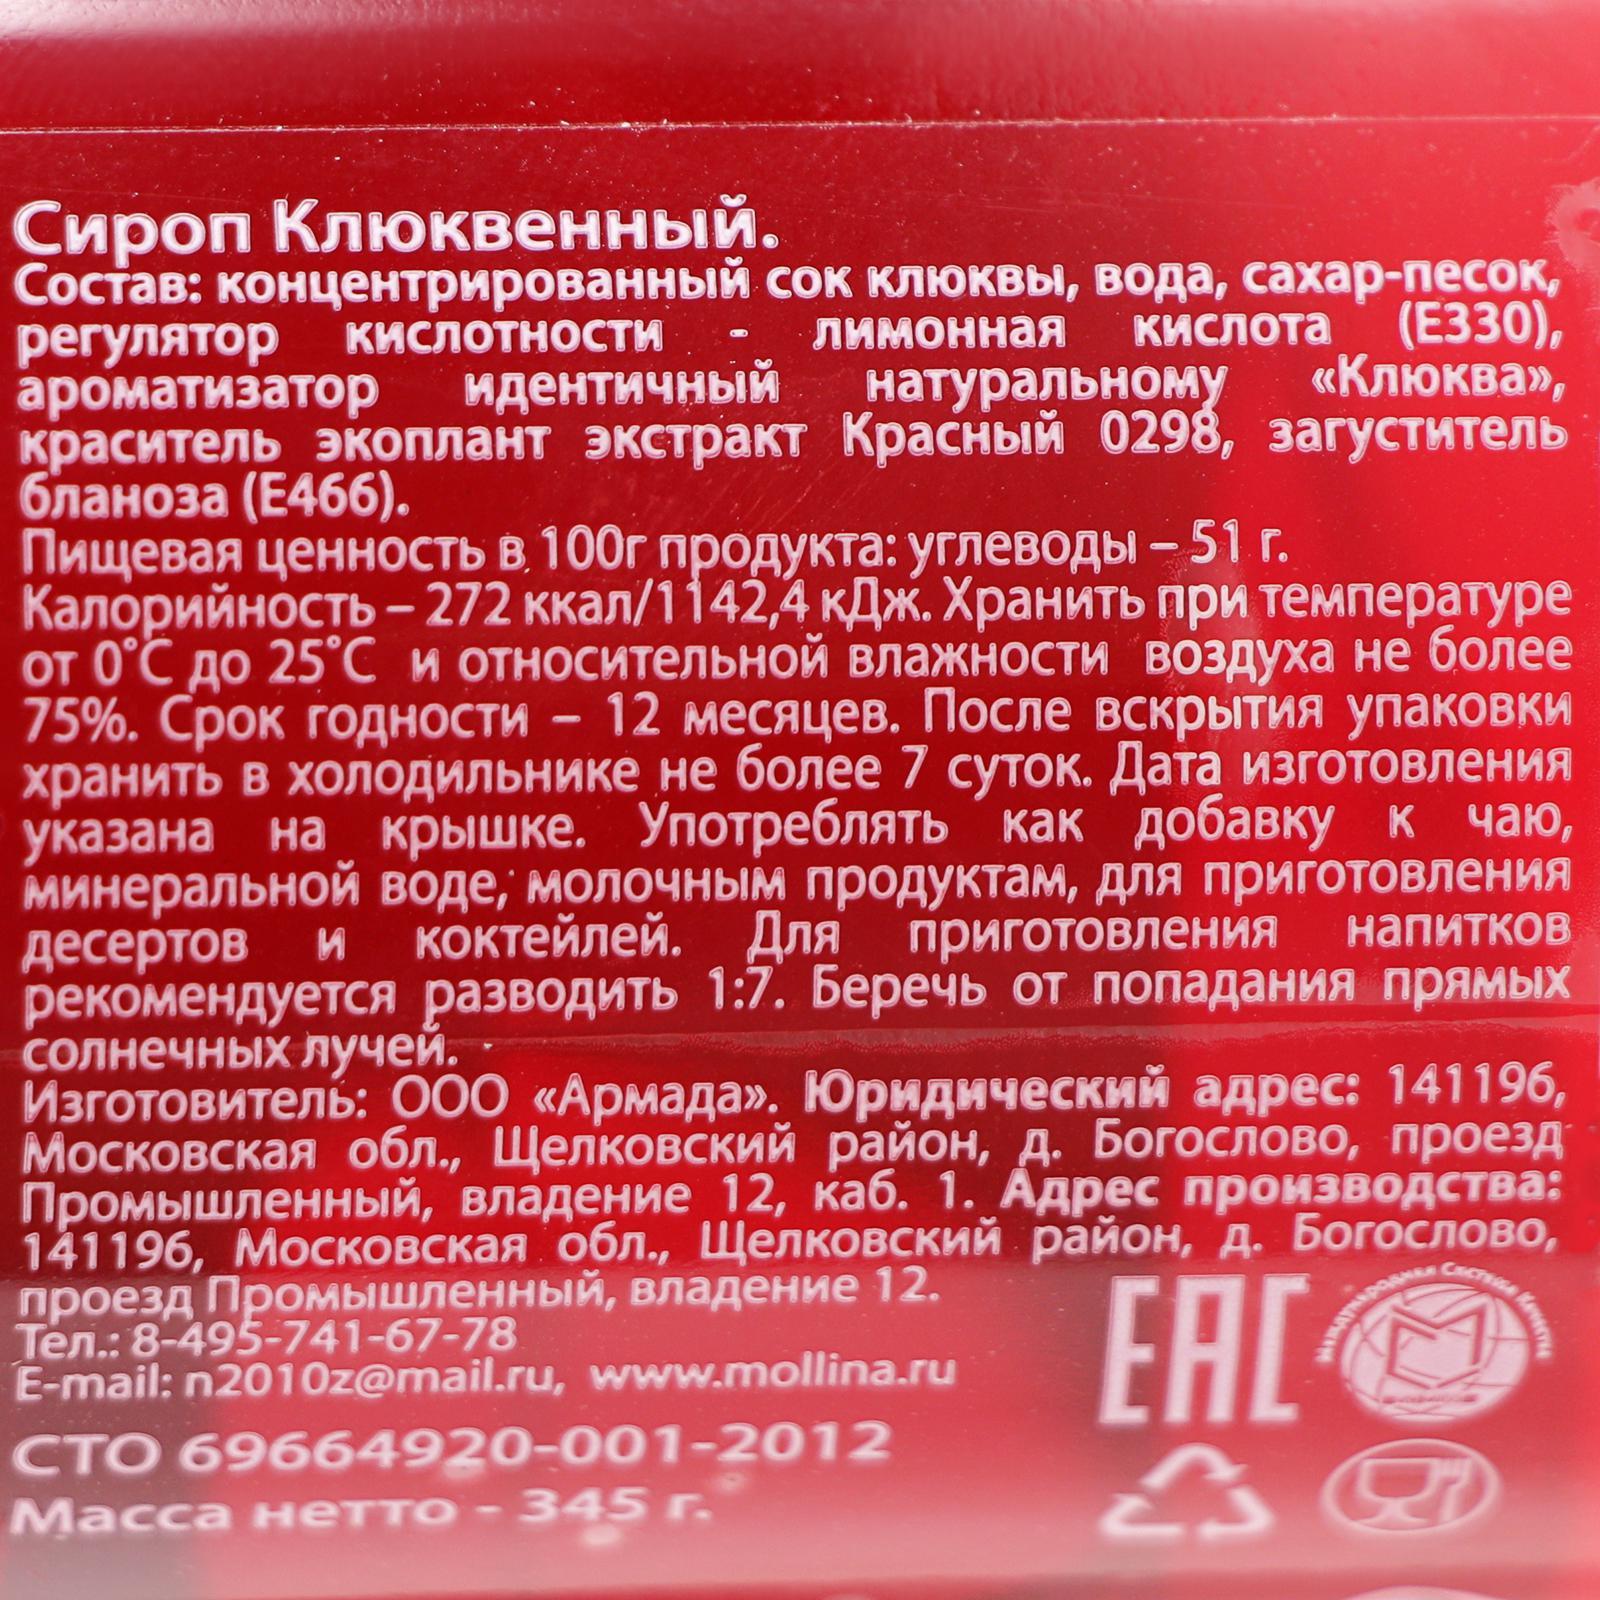 Сироп Клюквенный.
Состав: концентрированный сок клюквы, вода, сахар-песок,
регулятор кислотности - лимонная кислота (Е330),
ароматизатор идентичный натуральному «Клюква»,
краситель экоплант экстракт Красный 0298, загуститель
бланоза (Е466).
Пищевая ценность в 100г продукта: углеводы – 51 г.
Калорийность – 272 ккал/1142,4 кДж. Хранить при температуре
от 0°С до 25°С и относительной влажности воздуха не более
75%. Срок годности – 12 месяцев. После вскрытия упаковки
хранить в холодильнике не более 7 суток. Дата изготовления
указана на крышке. Употреблять как добавку к чаю,
минеральной воде, молочным продуктам, для приготовления
десертов и коктейлей. Для приготовления напитков
рекомендуется разводить 1:7. Беречь от попадания прямых
солнечных лучей.
Изготовитель: ООО «Армада». Юридический адрес: 141196,
Московская обл., Щелковский район, д. Богослово, проезд
Промышленный, владение 12, каб. 1. Адрес производства:
141196, Московская обл., Щелковский район, д. Богослово,
проезд Промышленный, владение 12.
Тел.: 8-495-741-67-78
E-mail: n2010z@mail.ru, www.mollina.ru
СТО 69664920-001-2012
Масса нетто - 345 г.
ЕАС
Международная Система Качества